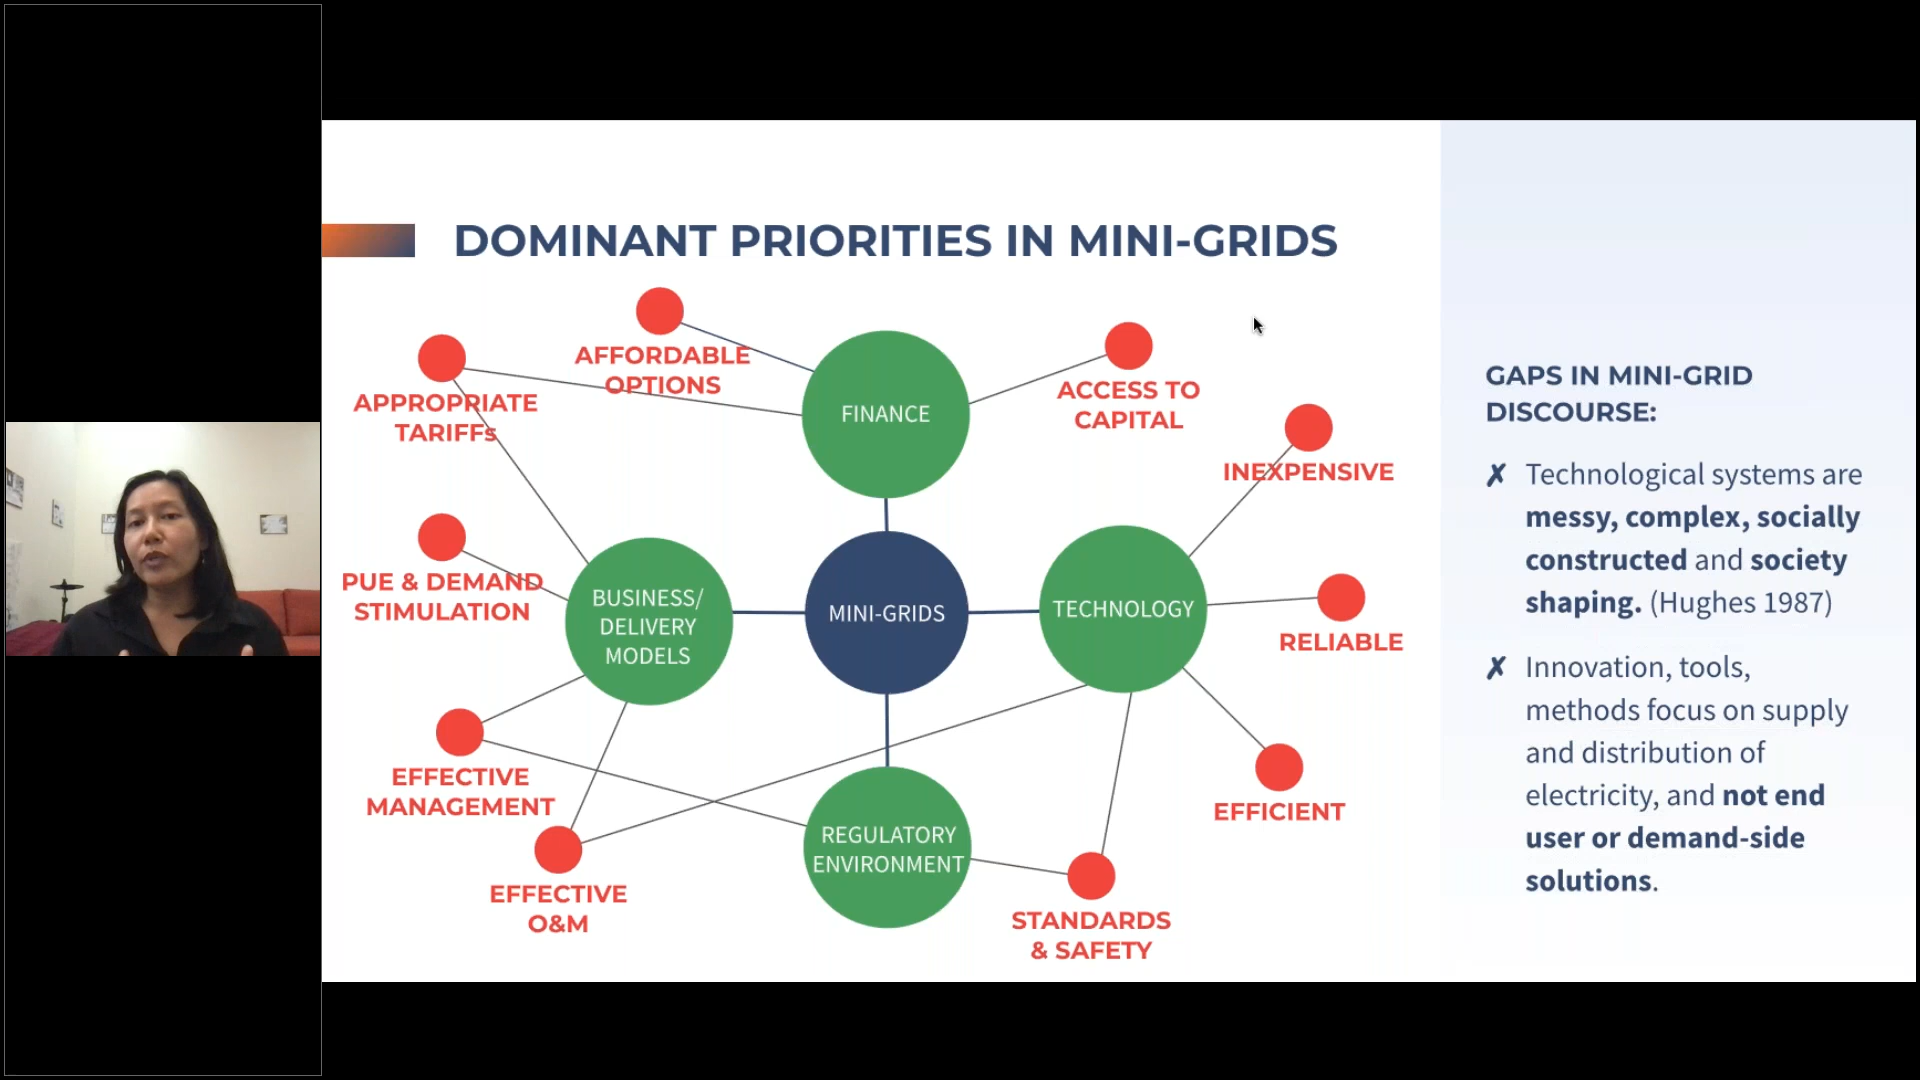 DOMINANT PRIORITIES IN MINI-GRIDS
AFFORDABLE
OPTIONS
APPROPRIATE
TARIFFs
FINANCE
ACCESS TO
CAPITAL
INEXPENSIVE
PUE & DEMAND
STIMULATION
BUSINESS/
DELIVERY
MODELS
MINI-GRIDS
TECHNOLOGY
RELIABLE
EFFECTIVE
MANAGEMENT
REGULATORY
ENVIRONMENT
EFFICIENT
EFFECTIVE
O&M
STANDARDS
& SAFETY
GAPS IN MINI-GRID
DISCOURSE:
✗ Technological systems are
messy, complex, socially
constructed and society
shaping. (Hughes 1987)
✗ Innovation, tools,
methods focus on supply
and distribution of
electricity, and not end
user or demand-side
solutions.